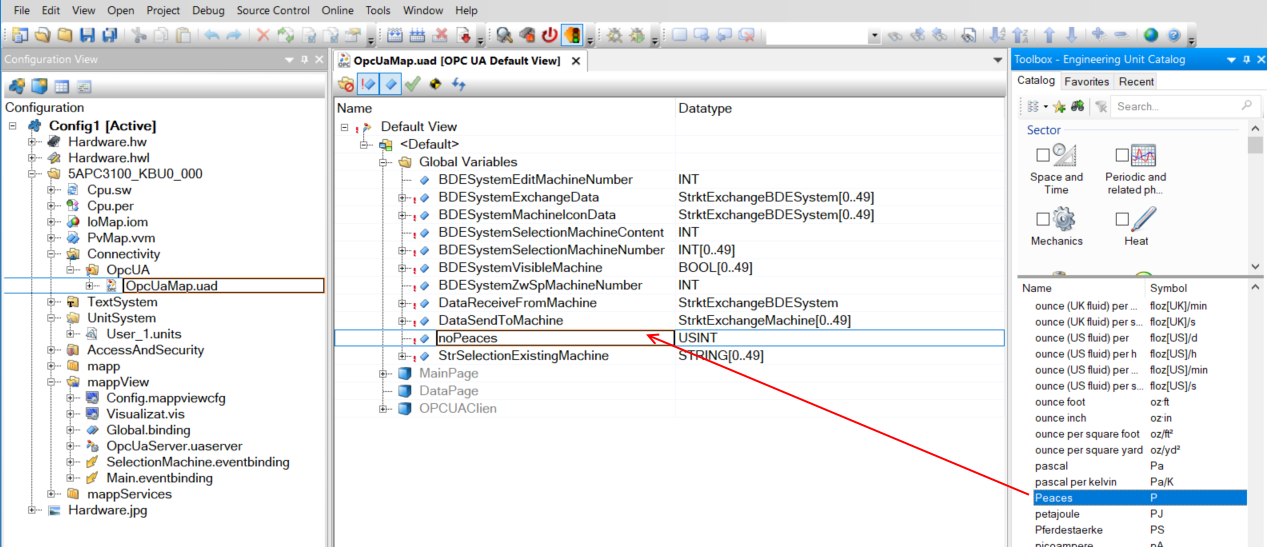 File Edit View Open Project Debug Source Control Online Tools Window Help
Configuration View
Configuration
Config1 [Active]
Hardware.hw
Hardware.hwl
5APC3100_KBU0_000
Cpu.sw
Cpu.per
IoMap.iom
PvMap.vvm
Connectivity
OpcUA
OpcUaMap.uad
TextSystem
UnitSystem
User_1.units
AccessAndSecurity
mapp
mappView
Config.mappviewcfg
Visualizat.vis
Global.binding
OpcUaServer.uaserver
SelectionMachine.eventbinding
Main.eventbinding
mappServices
Hardware.jpg
OpcUaMap.uad [OPC UA Default View]
Name Datatype
Default View
<Default>
Global Variables
BDESystemEditMachineNumber INT
BDESystemExchangeData StrktExchangeBDESystem[0..49]
BDESystemMachineIconData StrktExchangeBDESystem[0..49]
BDESystemSelectionMachineContent INT
BDESystemSelectionMachineNumber INT[0..49]
BDESystemVisibleMachine BOOL[0..49]
BDESystemZwSpMachineNumber INT
DataReceiveFromMachine StrktExchangeBDESystem
DataSendToMachine StrktExchangeMachine[0..49]
noPeaces USINT
StrSelectionExistingMachine STRING[0..49]
MainPage
DataPage
OPCUAClien
Toolbox - Engineering Unit Catalog
Catalog Favorites Recent
Search...
Sector
Space and
Time
Periodic and
related ph...
Mechanics
Heat
Name Symbol
ounce (UK fluid) per ... floz[UK]/min
ounce (UK fluid) per s... floz[UK]/s
ounce (US fluid) per floz[US]/d
ounce (US fluid) per h floz[US]/h
ounce (US fluid) per ... floz[US]/min
ounce (US fluid) per s... floz[US]/s
ounce foot oz·ft
ounce inch oz·in
ounce per square foot oz/ft²
ounce per square yard oz/yd²
pascal Pa
pascal per kelvin Pa/K
Peaces P
petajoule PJ
Pferdestaerke PS
picoampere pA